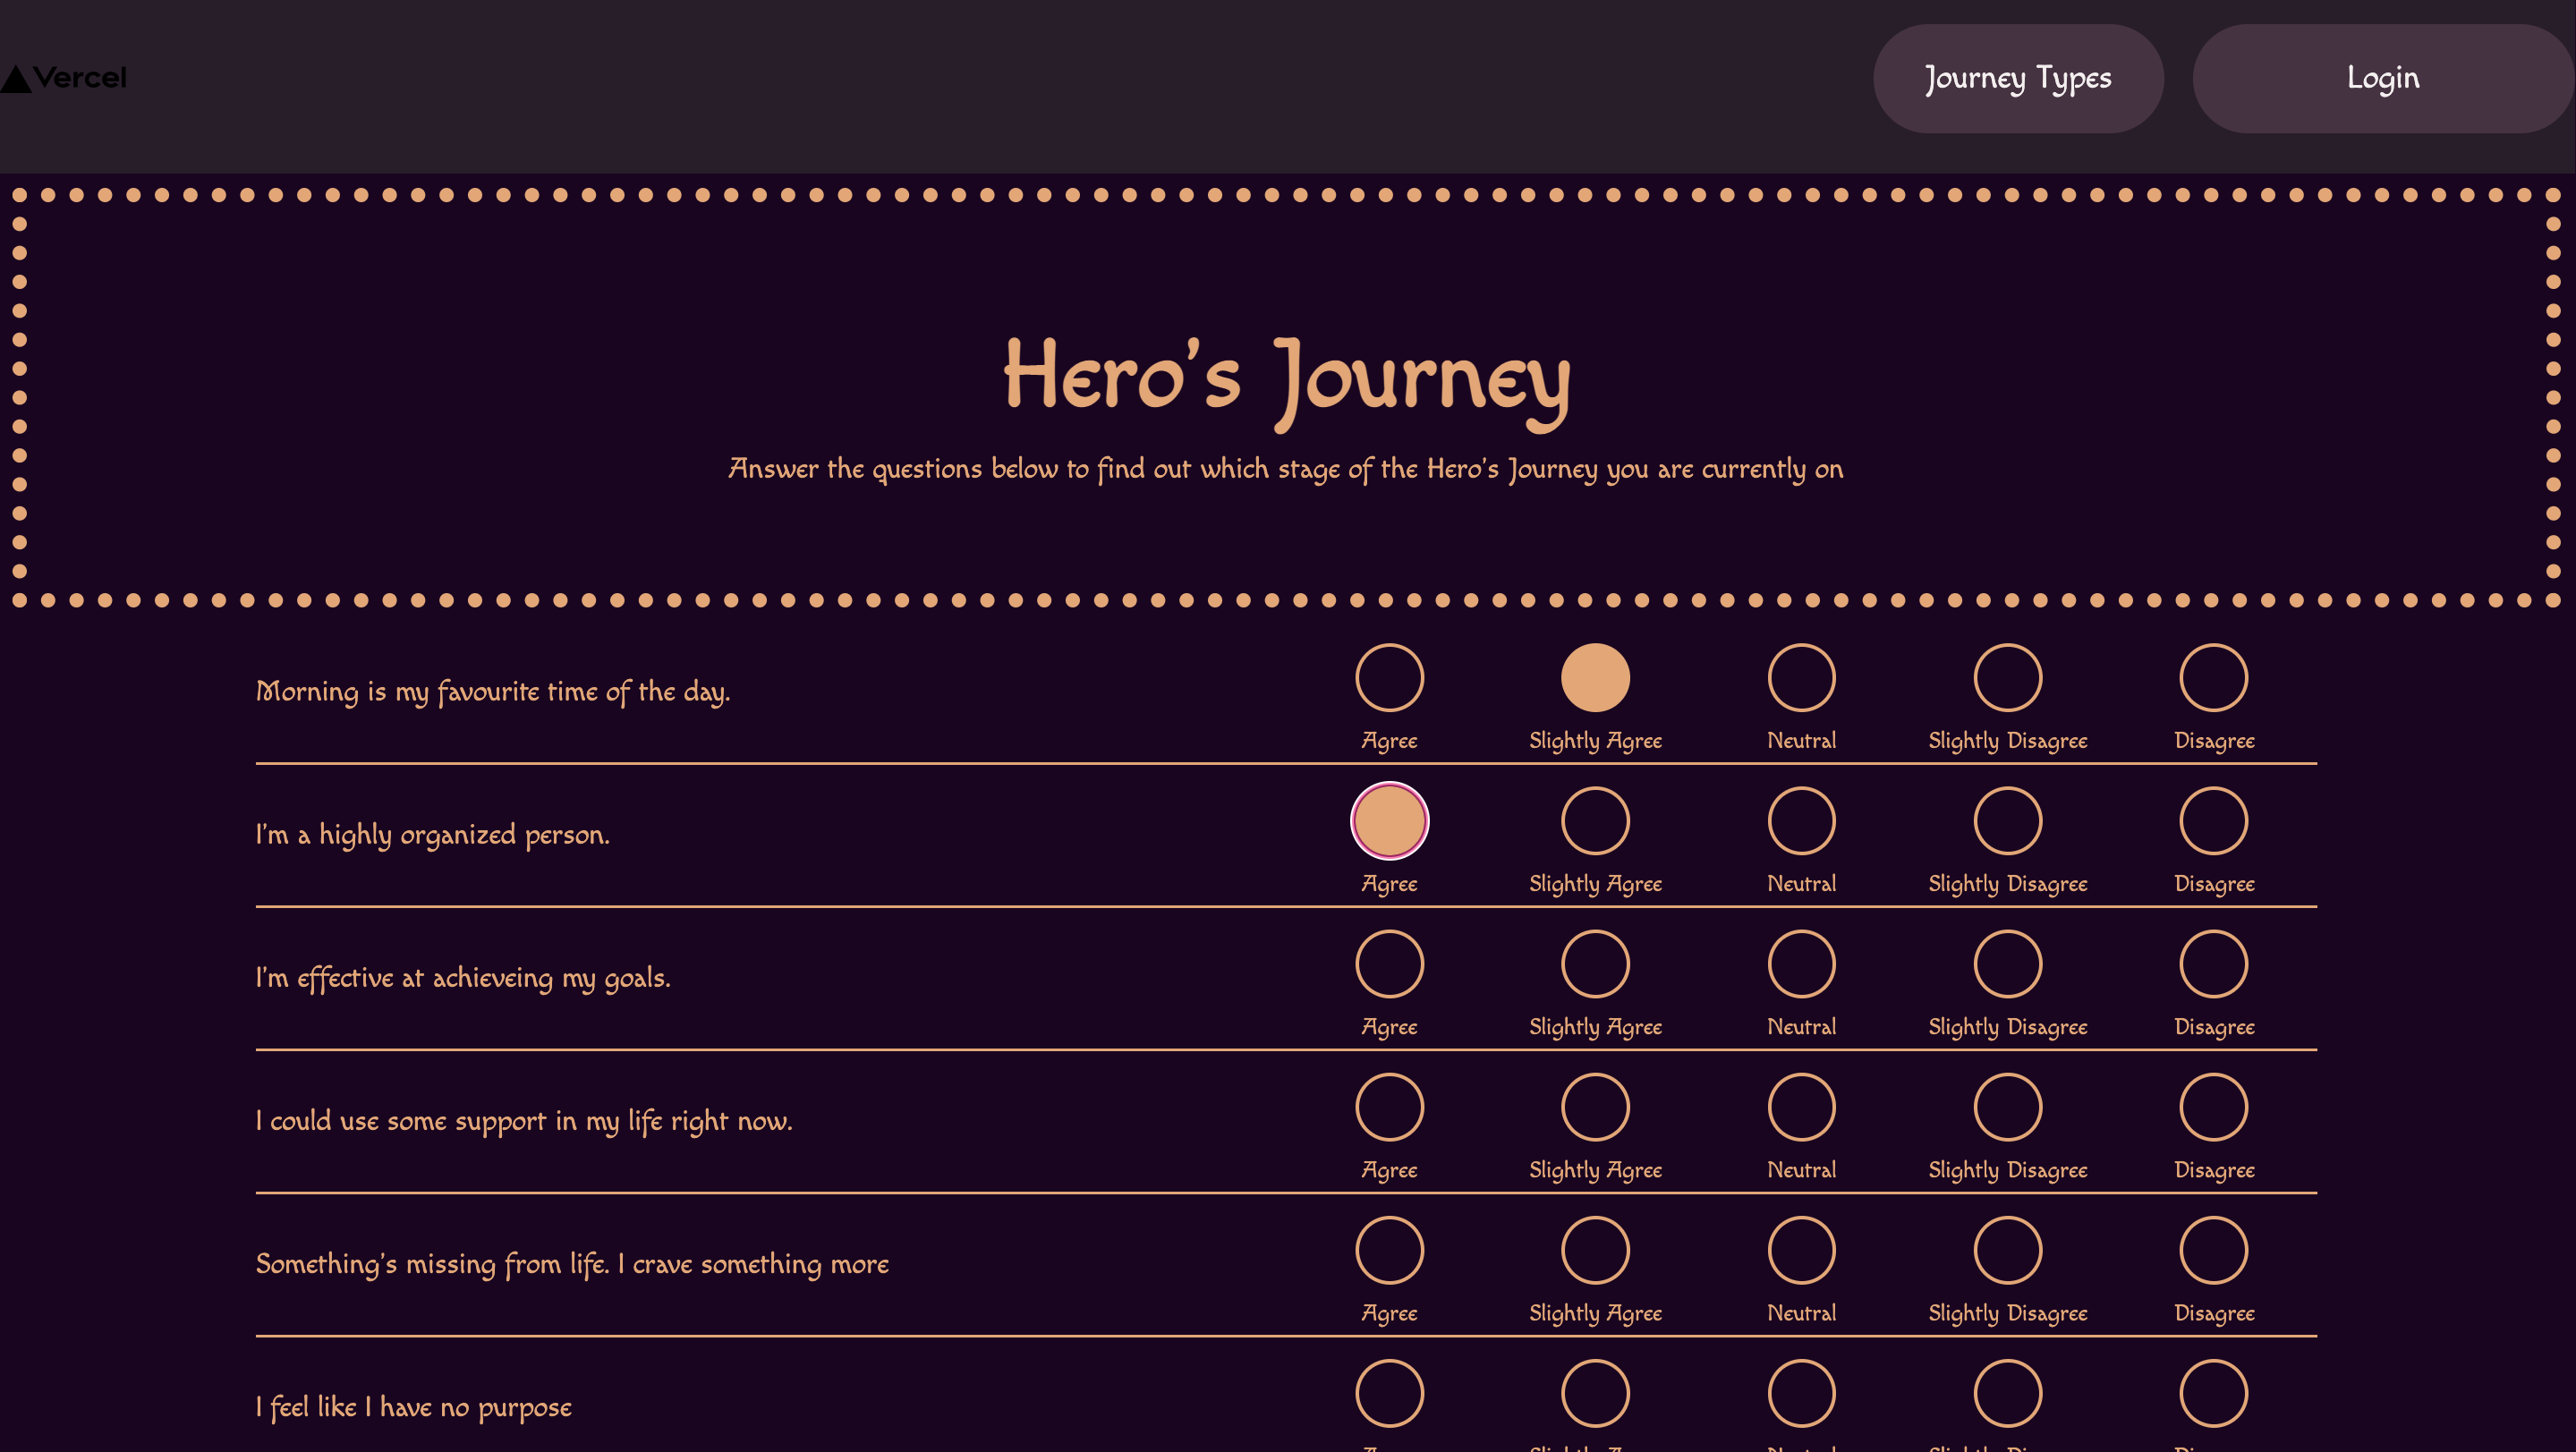 Vercel
Journey Types
Login
Hero's Journey
Answer the questions below to find out which stage of the Hero's Journey you are currently on
Morning is my favourite time of the day.
Agree Slightly Agree Neutral Slightly Disagree Disagree
I'm a highly organized person.
Agree Slightly Agree Neutral Slightly Disagree Disagree
I'm effective at achieveing my goals.
Agree Slightly Agree Neutral Slightly Disagree Disagree
I could use some support in my life right now.
Agree Slightly Agree Neutral Slightly Disagree Disagree
Something's missing from life. I crave something more
Agree Slightly Agree Neutral Slightly Disagree Disagree
I feel like I have no purpose